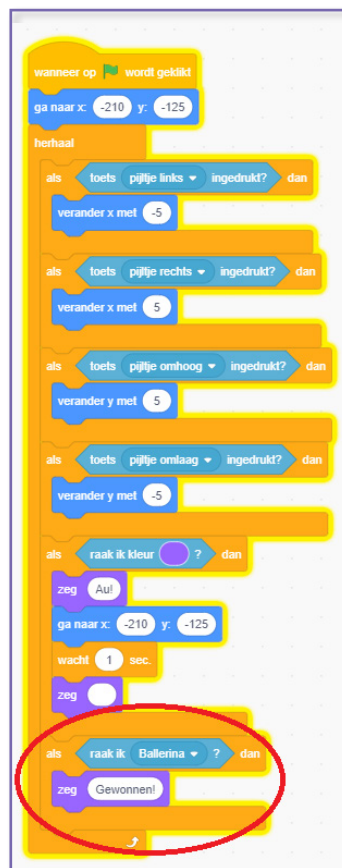 wanneer op wordt geklikt
ga naar x: -210 y: -125
herhaal
als toets pijltje links ingedrukt? dan
verander x met -5
als toets pijltje rechts ingedrukt? dan
verander x met 5
als toets pijltje omhoog ingedrukt? dan
verander y met 5
als toets pijltje omlaag ingedrukt? dan
verander y met -5
als raak ik kleur ? dan
zeg Au!
ga naar x: -210 y: -125
wacht 1 sec.
zeg
als raak ik Ballerina ? dan
zeg Gewonnen!